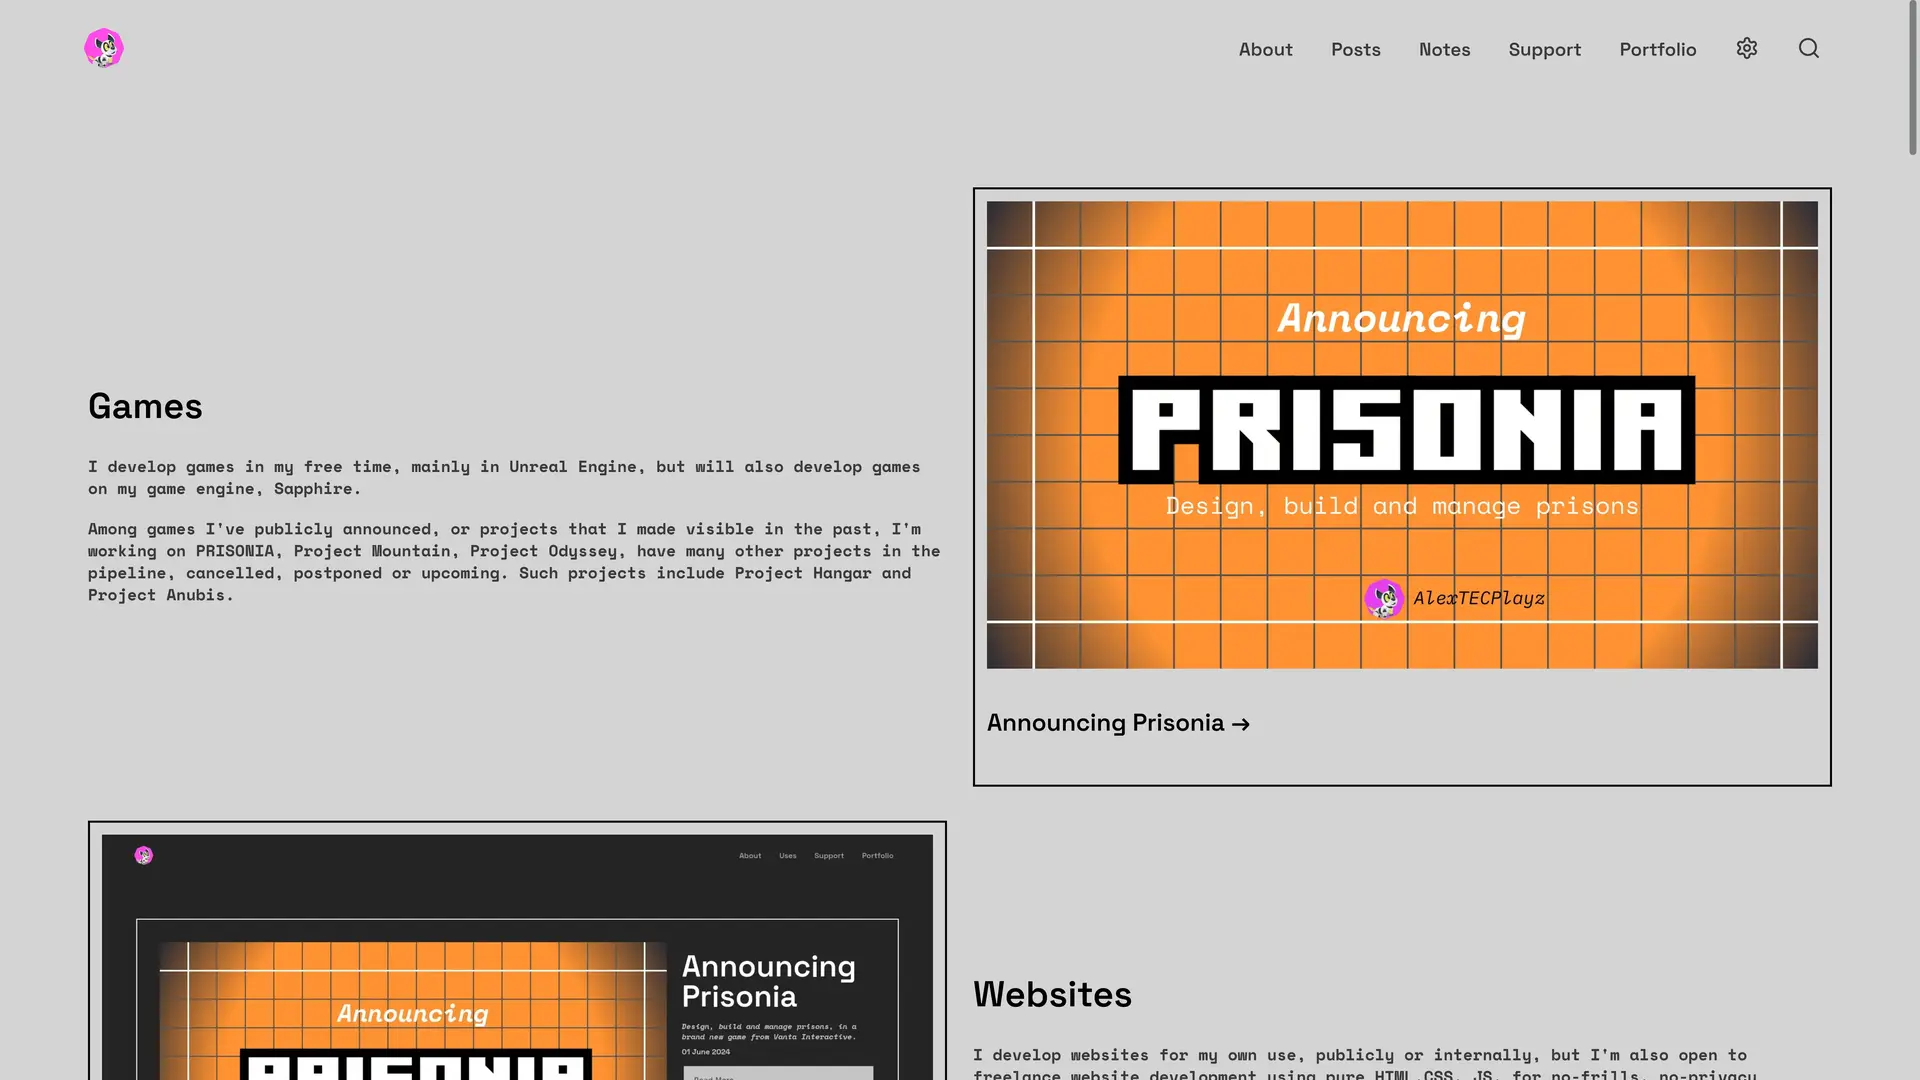 About Posts Notes Support Portfolio
Games
I develop games in my free time, mainly in Unreal Engine, but will also develop games
on my game engine, Sapphire.
Among games I've publicly announced, or projects that I made visible in the past, I'm
working on PRISONIA, Project Mountain, Project Odyssey, have many other projects in the
pipeline, cancelled, postponed or upcoming. Such projects include Project Hangar and
Project Anubis.
Announcing
PRISONIA
Design, build and manage prisons
AlexTECPlayz
Announcing Prisonia →
About Uses Support Portfolio
Announcing
PRISONIA
Announcing
Prisonia
Design, build and manage prisons, in a
brand new game from Vanta Interactive.
01 June 2024
Read More
Websites
I develop websites for my own use, publicly or internally, but I'm also open to
freelance website development using pure HTML,CSS, JS, for no-frills, no-privacy